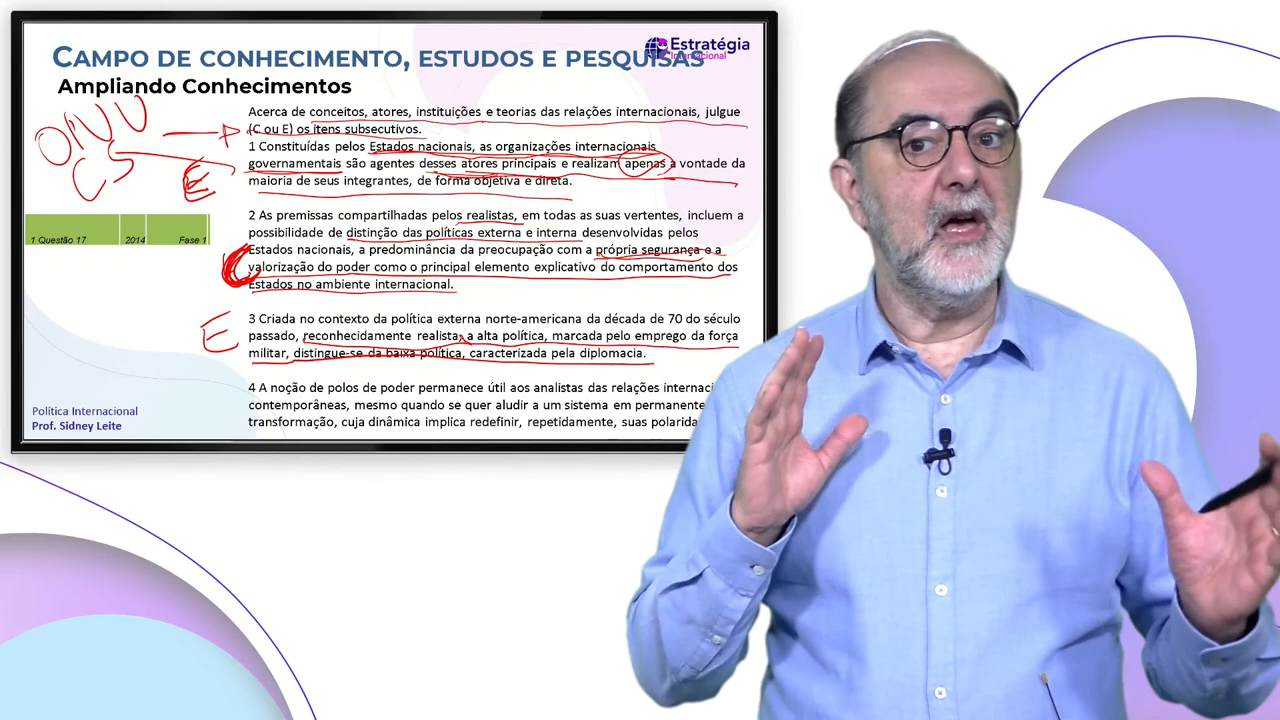 CAMPO DE CONHECIMENTO, ESTUDOS E PESQUISAS
Estratégia
Internacional
Ampliando Conhecimentos
Acerca de conceitos, atores, instituições e teorias das relações internacionais, julgue
(C ou E) os itens subsecutivos.
1 Constituídas pelos Estados nacionais, as organizações internacionais
governamentais são agentes desses atores principais e realizam apenas a vontade da
maioria de seus integrantes, de forma objetiva e direta.
ONU
CS
E
1 Questão 17 2014 Fase 1
2 As premissas compartilhadas pelos realistas, em todas as suas vertentes, incluem a
possibilidade de distinção das políticas externa e interna desenvolvidas pelos
Estados nacionais, a predominância da preocupação com a própria segurança e a
valorização do poder como o principal elemento explicativo do comportamento dos
Estados no ambiente internacional.
C
3 Criada no contexto da política externa norte-americana da década de 70 do século
passado, reconhecidamente realista, a alta política, marcada pelo emprego da força
militar, distingue-se da baixa política, caracterizada pela diplomacia.
E
4 A noção de polos de poder permanece útil aos analistas das relações
contemporâneas, mesmo quando se quer aludir a um sistema em permanente
transformação, cuja dinâmica implica redefinir, repetidamente, suas
Política Internacional
Prof. Sidney Leite